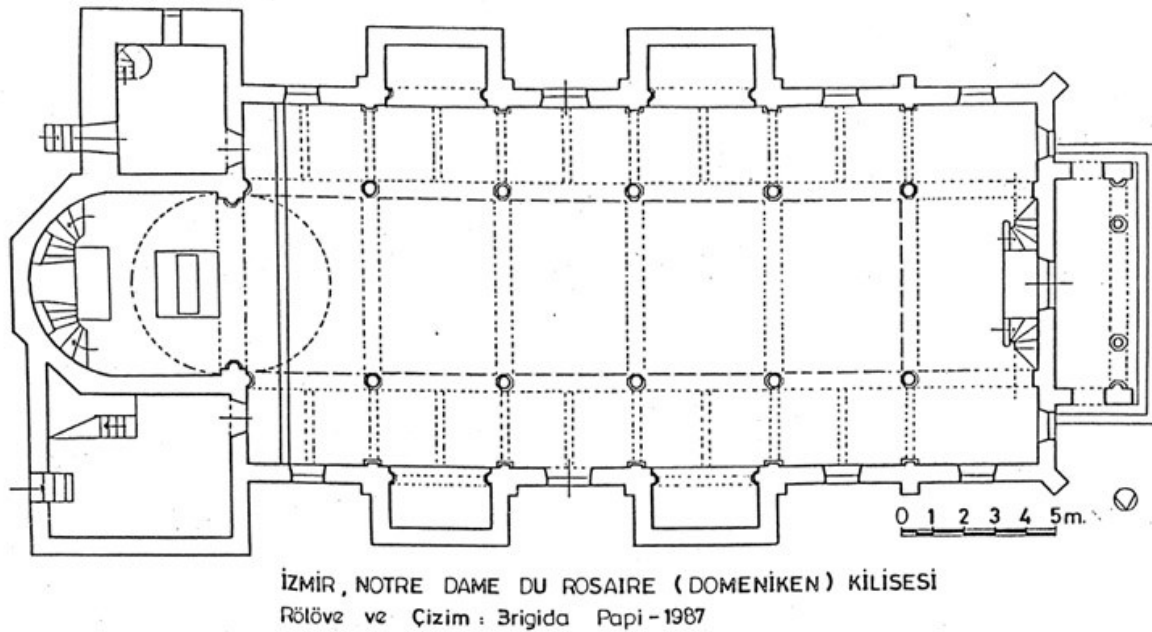 0 1 2 3 4 5m.
İZMİR, NOTRE DAME DU ROSAIRE (DOMENİKEN) KİLİSESİ
Rölöve ve Çizim : Brigida Papi - 1987